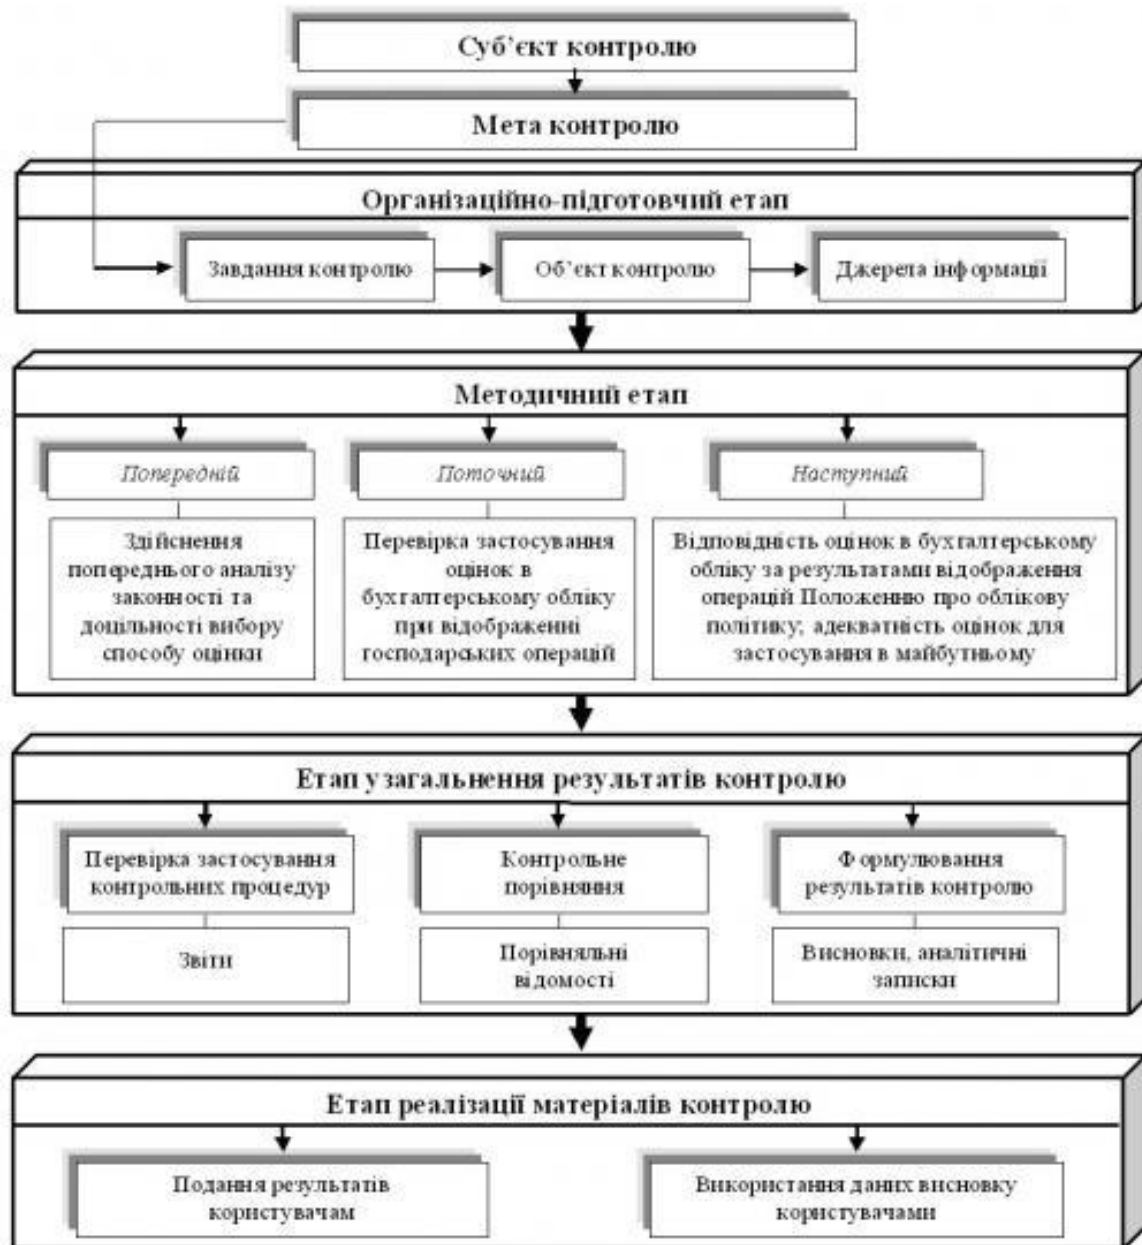 Суб’єкт контролю
Мета контролю
Організаційно-підготовчий етап
Завдання контролю
Об’єкт контролю
Джерела інформації
Методичний етап
Попередній
Поточний
Наступний
Здійснення
попереднього аналізу
законності та
доцільності вибору
способу оцінки
Перевірка застосування
оцінок в
бухгалтерському обліку
при відображенні
господарських операцій
Відповідність оцінок в бухгалтерському
обліку за результатами відображення
операцій Положенню про облікову
політику; адекватність оцінок для
застосування в майбутньому
Етап узагальнення результатів контролю
Перевірка застосування
контрольних процедур
Контрольне
порівняння
Формулювання
результатів контролю
Звіти
Порівняльні
відомості
Висновки, аналітичні
записки
Етап реалізації матеріалів контролю
Подання результатів
користувачам
Використання даних висновку
користувачами